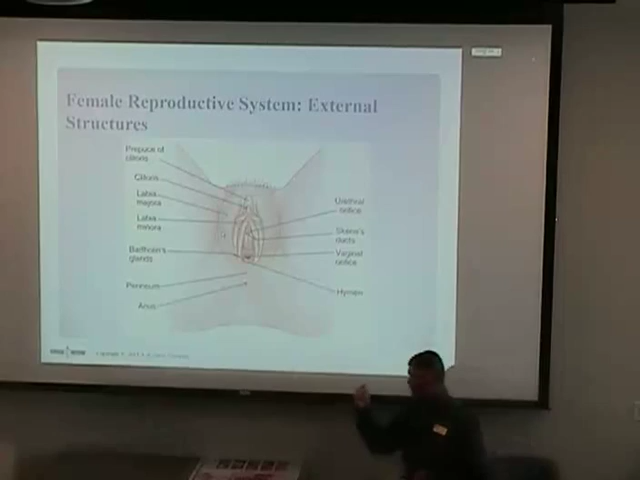 Female Reproductive System: External
Structures
Prepuce of
clitoris
Clitoris
Labia
majora
Labia
minora
Bartholin's
glands
Perineum
Anus
Urethral
orifice
Skene's
ducts
Vaginal
orifice
Hymen